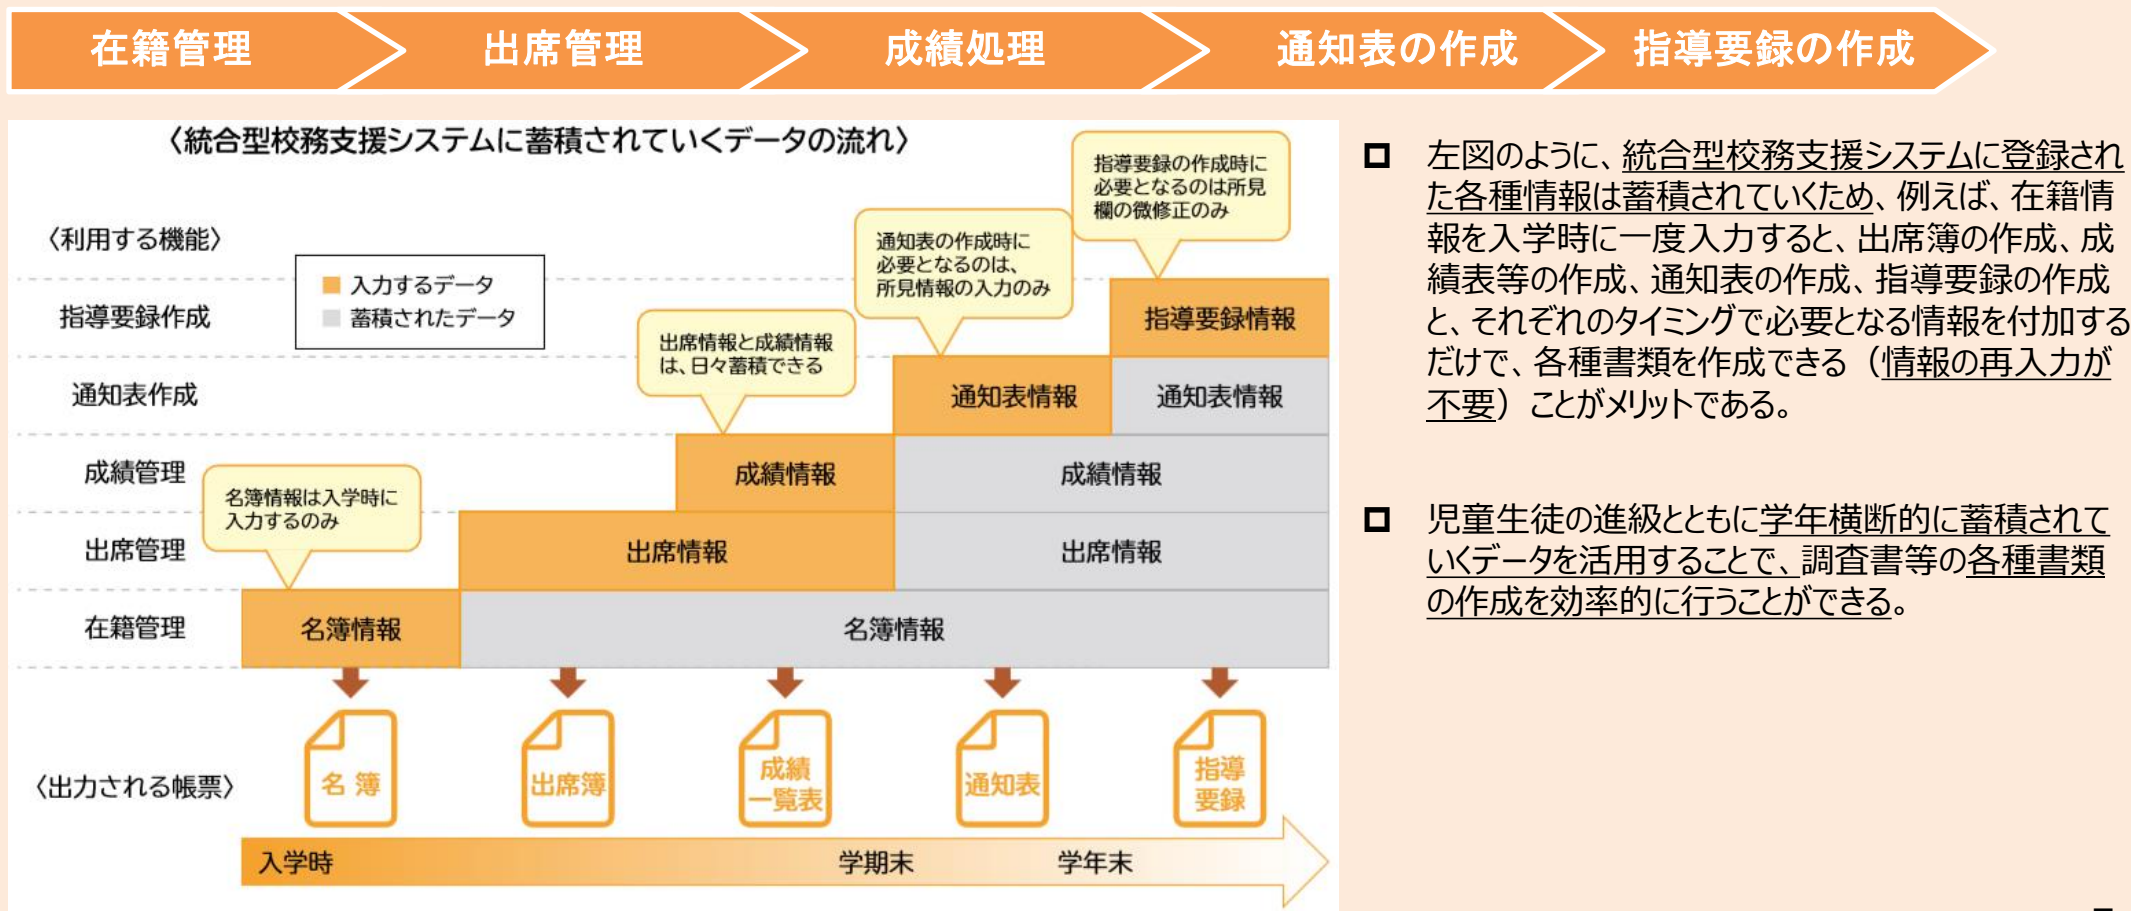 在籍管理
出席管理
成績処理
通知表の作成
指導要録の作成
〈統合型校務支援システムに蓄積されていくデータの流れ〉
〈利用する機能〉
入力するデータ
蓄積されたデータ
指導要録の作成時に
必要となるのは所見
欄の微修正のみ
通知表の作成時に
必要となるのは、
所見情報の入力のみ
出席情報と成績情報
は、日々蓄積できる
名簿情報は入学時に
入力するのみ
指導要録作成
指導要録情報
通知表作成
通知表情報
通知表情報
成績管理
成績情報
成績情報
出席管理
出席情報
出席情報
在籍管理
名簿情報
名簿情報
〈出力される帳票〉
名 簿
出席簿
成績
一覧表
通知表
指導
要録
入学時
学期末
学年末
左図のように、統合型校務支援システムに登録され
た各種情報は蓄積されていくため、例えば、在籍情
報を入学時に一度入力すると、出席簿の作成、成
績表等の作成、通知表の作成、指導要録の作成
と、それぞれのタイミングで必要となる情報を付加する
だけで、各種書類を作成できる（情報の再入力が
不要）ことがメリットである。
児童生徒の進級とともに学年横断的に蓄積されて
いくデータを活用することで、調査書等の各種書類
の作成を効率的に行うことができる。